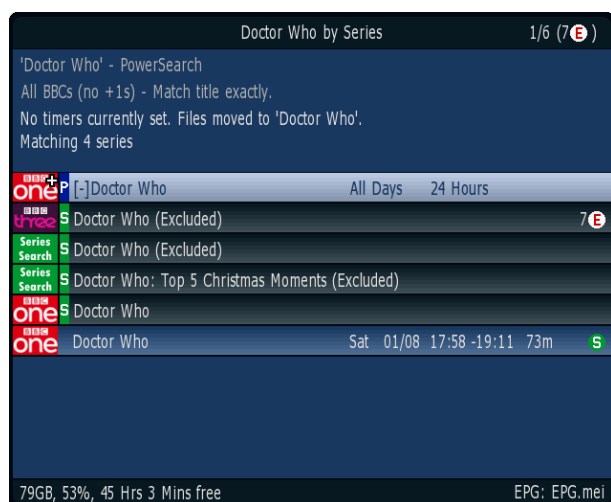 Doctor Who by Series 1/6 (7 E )
'Doctor Who' - PowerSearch
All BBCs (no +1s) - Match title exactly.
No timers currently set. Files moved to 'Doctor Who'.
Matching 4 series
BBC one + P [-]Doctor Who All Days 24 Hours
BBC three S Doctor Who (Excluded) 7 E
Series Search S Doctor Who (Excluded)
Series Search S Doctor Who: Top 5 Christmas Moments (Excluded)
BBC one S Doctor Who
BBC one Doctor Who Sat 01/08 17:58 -19:11 73m S
79GB, 53%, 45 Hrs 3 Mins free EPG: EPG.mei